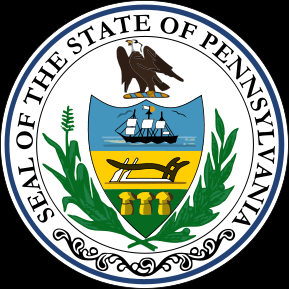 SEAL OF THE STATE OF PENNSYLVANIA